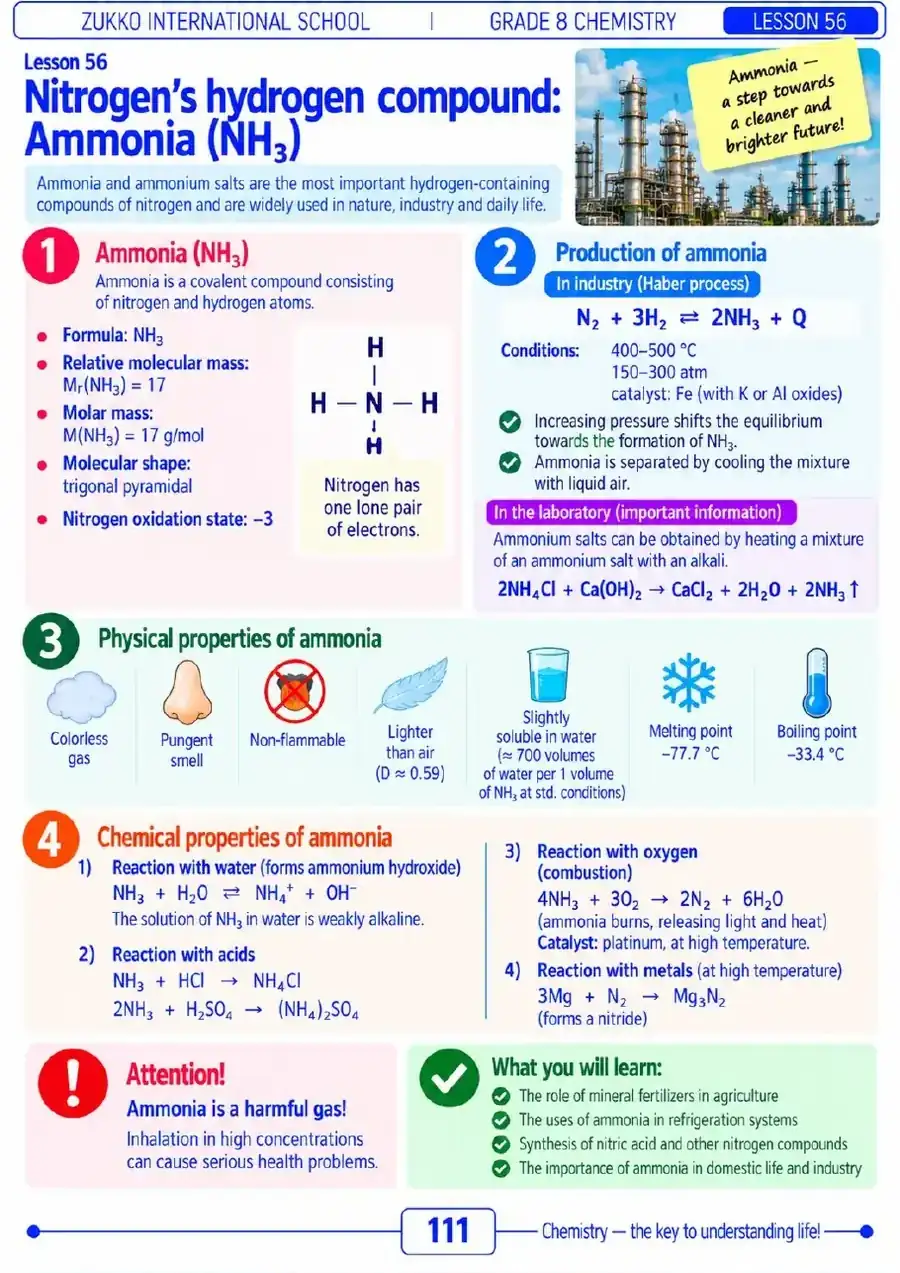 ZUKKO INTERNATIONAL SCHOOL | GRADE 8 CHEMISTRY LESSON 56
Lesson 56
Nitrogen's hydrogen compound:
Ammonia (NH₃)
Ammonia —
a step towards
a cleaner and
brighter future!
Ammonia and ammonium salts are the most important hydrogen-containing
compounds of nitrogen and are widely used in nature, industry and daily life.
1 Ammonia (NH₃)
Ammonia is a covalent compound consisting
of nitrogen and hydrogen atoms.
• Formula: NH₃
• Relative molecular mass:
Mr(NH₃) = 17
• Molar mass:
M(NH₃) = 17 g/mol
• Molecular shape:
trigonal pyramidal
• Nitrogen oxidation state: –3
H
|
H — N — H
↓
H
Nitrogen has
one lone pair
of electrons.
2 Production of ammonia
In industry (Haber process)
N₂ + 3H₂ ⇌ 2NH₃ + Q
Conditions: 400–500 °C
150–300 atm
catalyst: Fe (with K or Al oxides)
Increasing pressure shifts the equilibrium
towards the formation of NH₃.
Ammonia is separated by cooling the mixture
with liquid air.
In the laboratory (important information)
Ammonium salts can be obtained by heating a mixture
of an ammonium salt with an alkali.
2NH₄Cl + Ca(OH)₂ → CaCl₂ + 2H₂O + 2NH₃↑
3 Physical properties of ammonia
Colorless
gas
Pungent
smell
Non-flammable
Lighter
than air
(D ≈ 0.59)
Slightly
soluble in water
(≈ 700 volumes
of water per 1 volume
of NH₃ at std. conditions)
Melting point
–77.7 °C
Boiling point
–33.4 °C
4 Chemical properties of ammonia
1) Reaction with water (forms ammonium hydroxide)
NH₃ + H₂O ⇌ NH₄⁺ + OH⁻
The solution of NH₃ in water is weakly alkaline.
2) Reaction with acids
NH₃ + HCl → NH₄Cl
2NH₃ + H₂SO₄ → (NH₄)₂SO₄
3) Reaction with oxygen
(combustion)
4NH₃ + 3O₂ → 2N₂ + 6H₂O
(ammonia burns, releasing light and heat)
Catalyst: platinum, at high temperature.
4) Reaction with metals (at high temperature)
3Mg + N₂ → Mg₃N₂
(forms a nitride)
! Attention!
Ammonia is a harmful gas!
Inhalation in high concentrations
can cause serious health problems.
What you will learn:
The role of mineral fertilizers in agriculture
The uses of ammonia in refrigeration systems
Synthesis of nitric acid and other nitrogen compounds
The importance of ammonia in domestic life and industry
111
Chemistry — the key to understanding life!